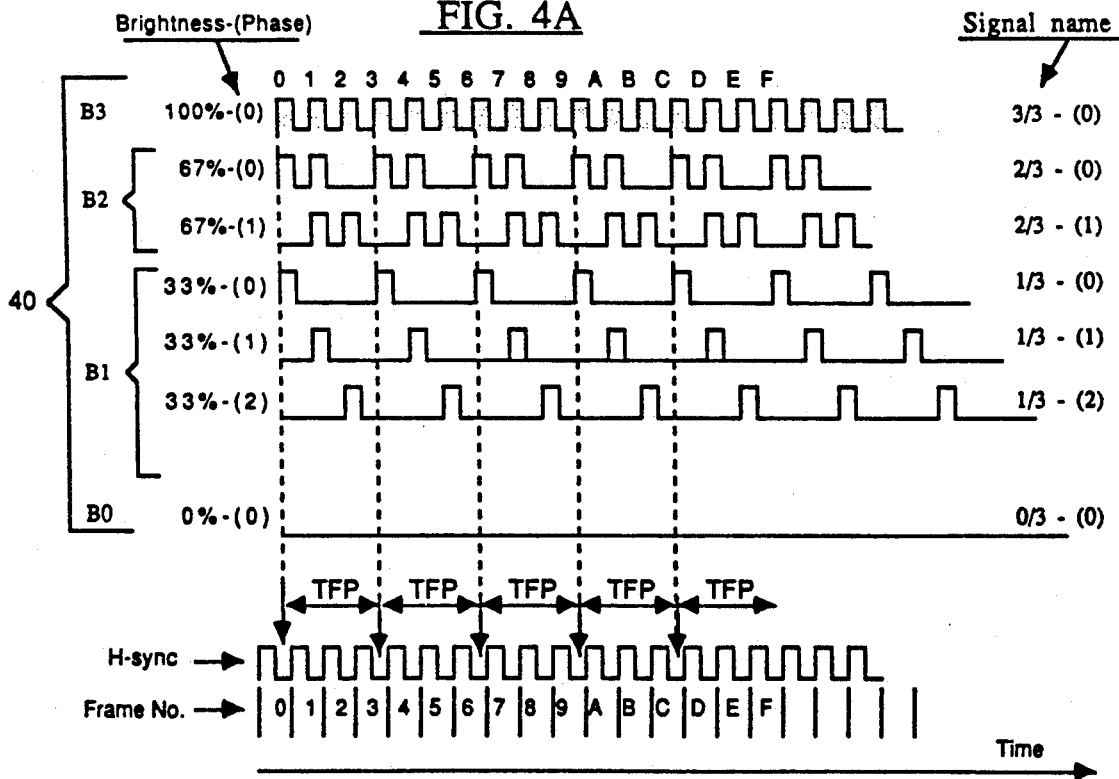 FIG. 4A
Brightness-(Phase)
Signal name
0 1 2 3 4 5 6 7 8 9 A B C D E F
B3 100%-(0) 3/3 - (0)
67%-(0) 2/3 - (0)
B2
67%-(1) 2/3 - (1)
33%-(0) 1/3 - (0)
40
33%-(1) 1/3 - (1)
B1
33%-(2) 1/3 - (2)
B0 0%-(0) 0/3 - (0)
TFP TFP TFP TFP TFP
H-sync
Frame No. 0 1 2 3 4 5 6 7 8 9 A B C D E F
Time